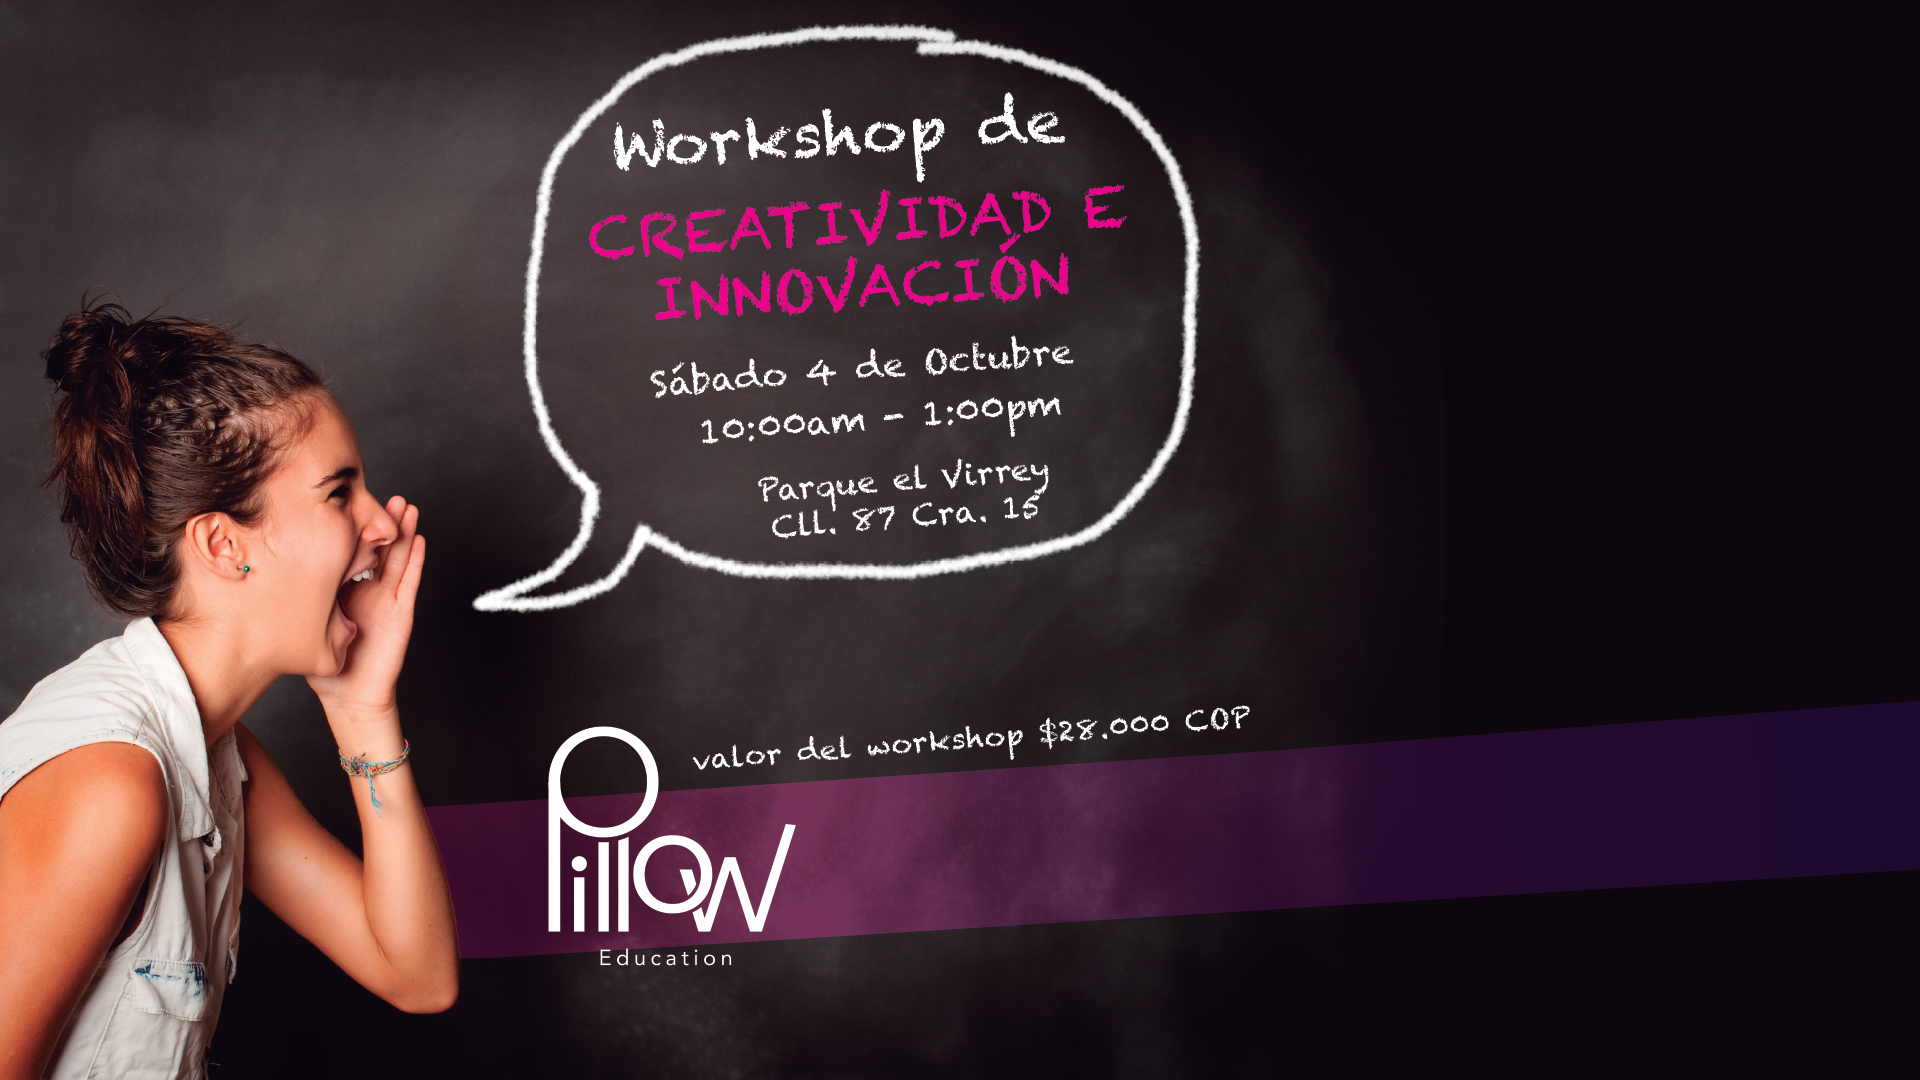 Workshop de
CREATIVIDAD E
INNOVACIÓN
Sábado 4 de Octubre
10:00am - 1:00pm
Parque el Virrey
Cll. 87 Cra. 15
valor del workshop $28.000 COP
Pillow
Education